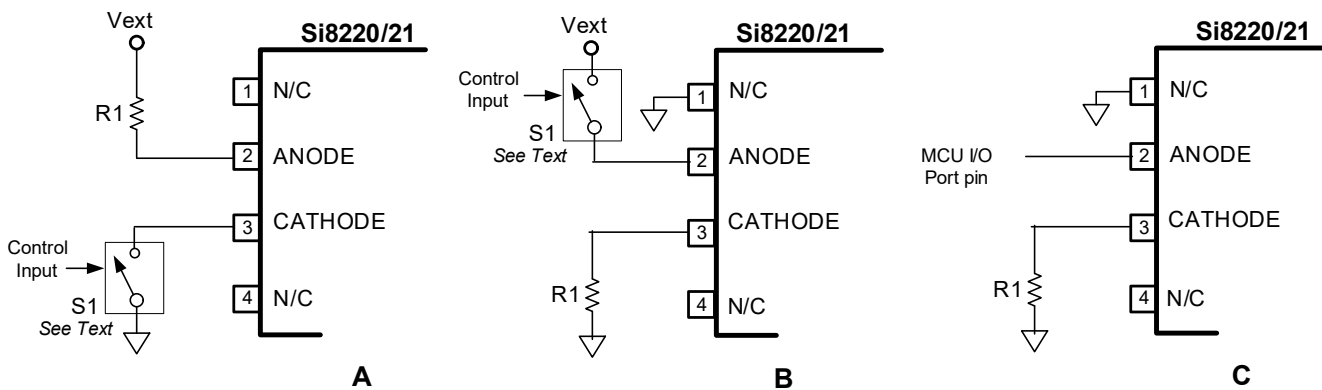 Vext
Si8220/21
1 N/C
R1
2 ANODE
3 CATHODE
Control
Input
S1
See Text
4 N/C
A
Vext
Si8220/21
Control
Input
1 N/C
S1
See Text
2 ANODE
3 CATHODE
R1
4 N/C
B
Si8220/21
1 N/C
MCU I/O
Port pin
2 ANODE
3 CATHODE
R1
4 N/C
C